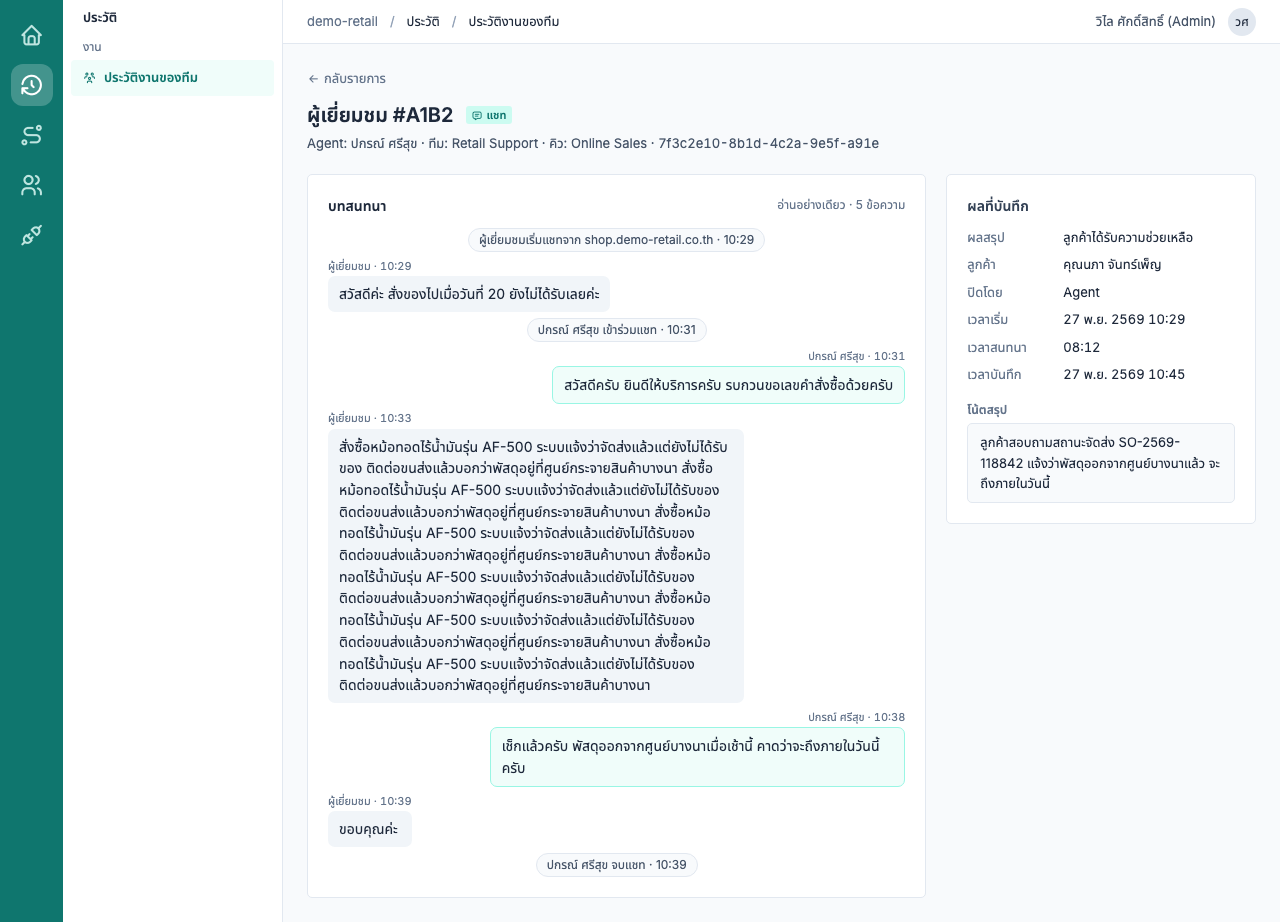 ประวัติ
งาน
ประวัติงานของทีม
demo-retail / ประวัติ / ประวัติงานของทีม
วิไล ศักดิ์สิทธิ์ (Admin) วศ
← กลับรายการ
ผู้เยี่ยมชม #A1B2 แชท
Agent: ปกรณ์ ศรีสุข · ทีม: Retail Support · คิว: Online Sales · 7f3c2e10-8b1d-4c2a-9e5f-a91e
บทสนทนา
อ่านอย่างเดียว · 5 ข้อความ
ผู้เยี่ยมชมเริ่มแชทจาก shop.demo-retail.co.th · 10:29
ผู้เยี่ยมชม · 10:29
สวัสดีค่ะ สั่งของไปเมื่อวันที่ 20 ยังไม่ได้รับเลยค่ะ
ปกรณ์ ศรีสุข เข้าร่วมแชท · 10:31
ปกรณ์ ศรีสุข · 10:31
สวัสดีครับ ยินดีให้บริการครับ รบกวนขอเลขคำสั่งซื้อด้วยครับ
ผู้เยี่ยมชม · 10:33
สั่งซื้อหม้อทอดไร้น้ำมันรุ่น AF-500 ระบบแจ้งว่าจัดส่งแล้วแต่ยังไม่ได้รับ
ของ ติดต่อขนส่งแล้วบอกว่าพัสดุอยู่ที่ศูนย์กระจายสินค้าบางนา สั่งซื้อ
หม้อทอดไร้น้ำมันรุ่น AF-500 ระบบแจ้งว่าจัดส่งแล้วแต่ยังไม่ได้รับของ
ติดต่อขนส่งแล้วบอกว่าพัสดุอยู่ที่ศูนย์กระจายสินค้าบางนา สั่งซื้อหม้อ
ทอดไร้น้ำมันรุ่น AF-500 ระบบแจ้งว่าจัดส่งแล้วแต่ยังไม่ได้รับของ
ติดต่อขนส่งแล้วบอกว่าพัสดุอยู่ที่ศูนย์กระจายสินค้าบางนา สั่งซื้อหม้อ
ทอดไร้น้ำมันรุ่น AF-500 ระบบแจ้งว่าจัดส่งแล้วแต่ยังไม่ได้รับของ
ติดต่อขนส่งแล้วบอกว่าพัสดุอยู่ที่ศูนย์กระจายสินค้าบางนา สั่งซื้อหม้อ
ทอดไร้น้ำมันรุ่น AF-500 ระบบแจ้งว่าจัดส่งแล้วแต่ยังไม่ได้รับของ
ติดต่อขนส่งแล้วบอกว่าพัสดุอยู่ที่ศูนย์กระจายสินค้าบางนา สั่งซื้อหม้อ
ทอดไร้น้ำมันรุ่น AF-500 ระบบแจ้งว่าจัดส่งแล้วแต่ยังไม่ได้รับของ
ติดต่อขนส่งแล้วบอกว่าพัสดุอยู่ที่ศูนย์กระจายสินค้าบางนา
ปกรณ์ ศรีสุข · 10:38
เช็กแล้วครับ พัสดุออกจากศูนย์บางนาเมื่อเช้านี้ คาดว่าจะถึงภายในวันนี้
ครับ
ผู้เยี่ยมชม · 10:39
ขอบคุณค่ะ
ปกรณ์ ศรีสุข จบแชท · 10:39
ผลที่บันทึก
ผลสรุป ลูกค้าได้รับความช่วยเหลือ
ลูกค้า คุณนภา จันทร์เพ็ญ
ปิดโดย Agent
เวลาเริ่ม 27 พ.ย. 2569 10:29
เวลาสนทนา 08:12
เวลาบันทึก 27 พ.ย. 2569 10:45
โน้ตสรุป
ลูกค้าสอบถามสถานะจัดส่ง SO-2569-
118842 แจ้งว่าพัสดุออกจากศูนย์บางนาแล้ว จะ
ถึงภายในวันนี้